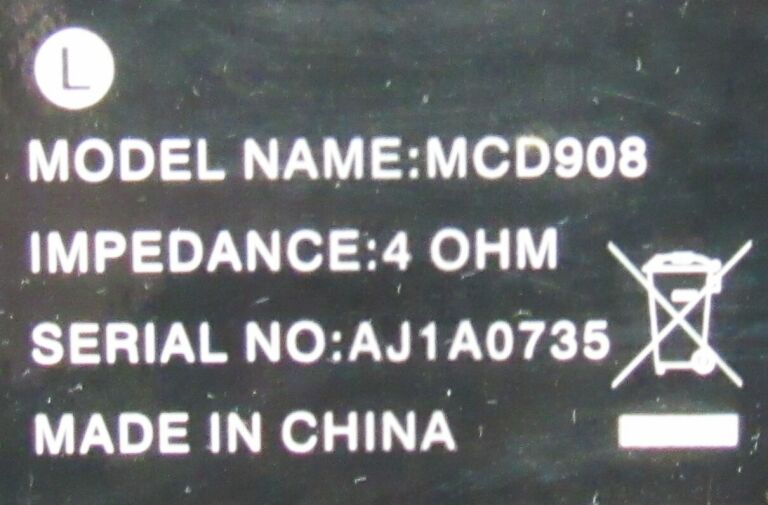 L
MODEL NAME:MCD908
IMPEDANCE:4 OHM
SERIAL NO:AJ1A0735
MADE IN CHINA